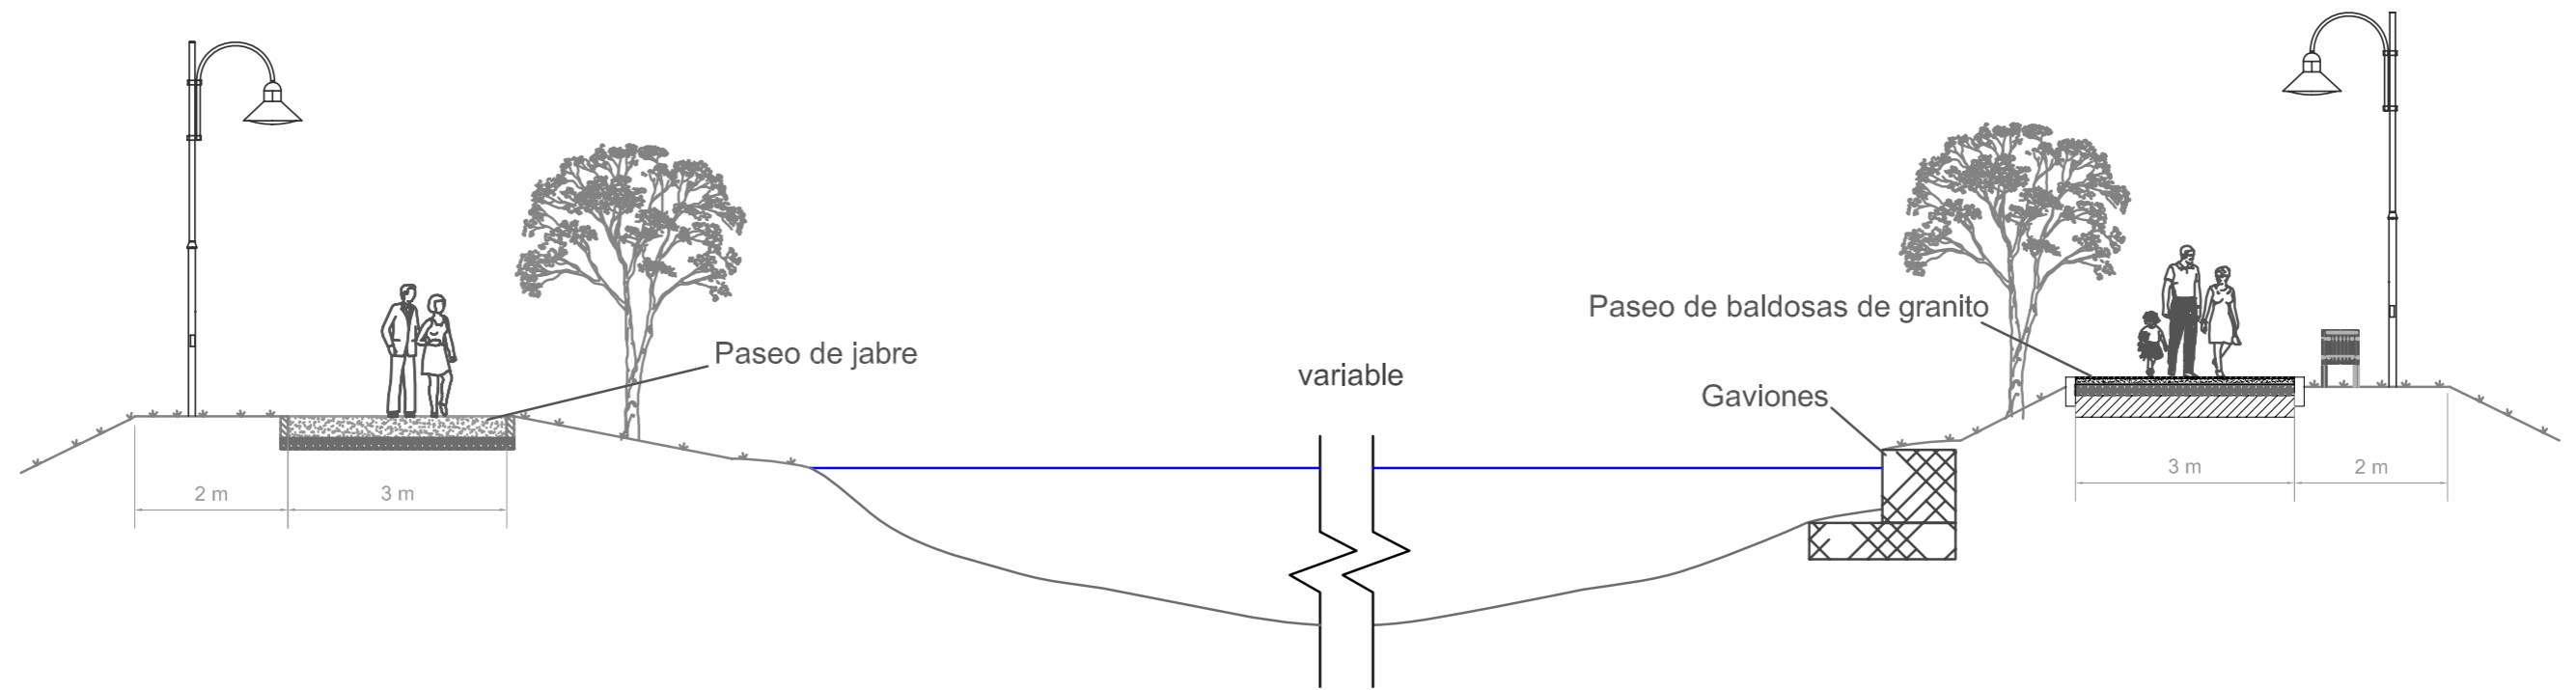 Paseo de baldosas de granito
Paseo de jabre
variable
Gaviones
2 m
3 m
3 m
2 m